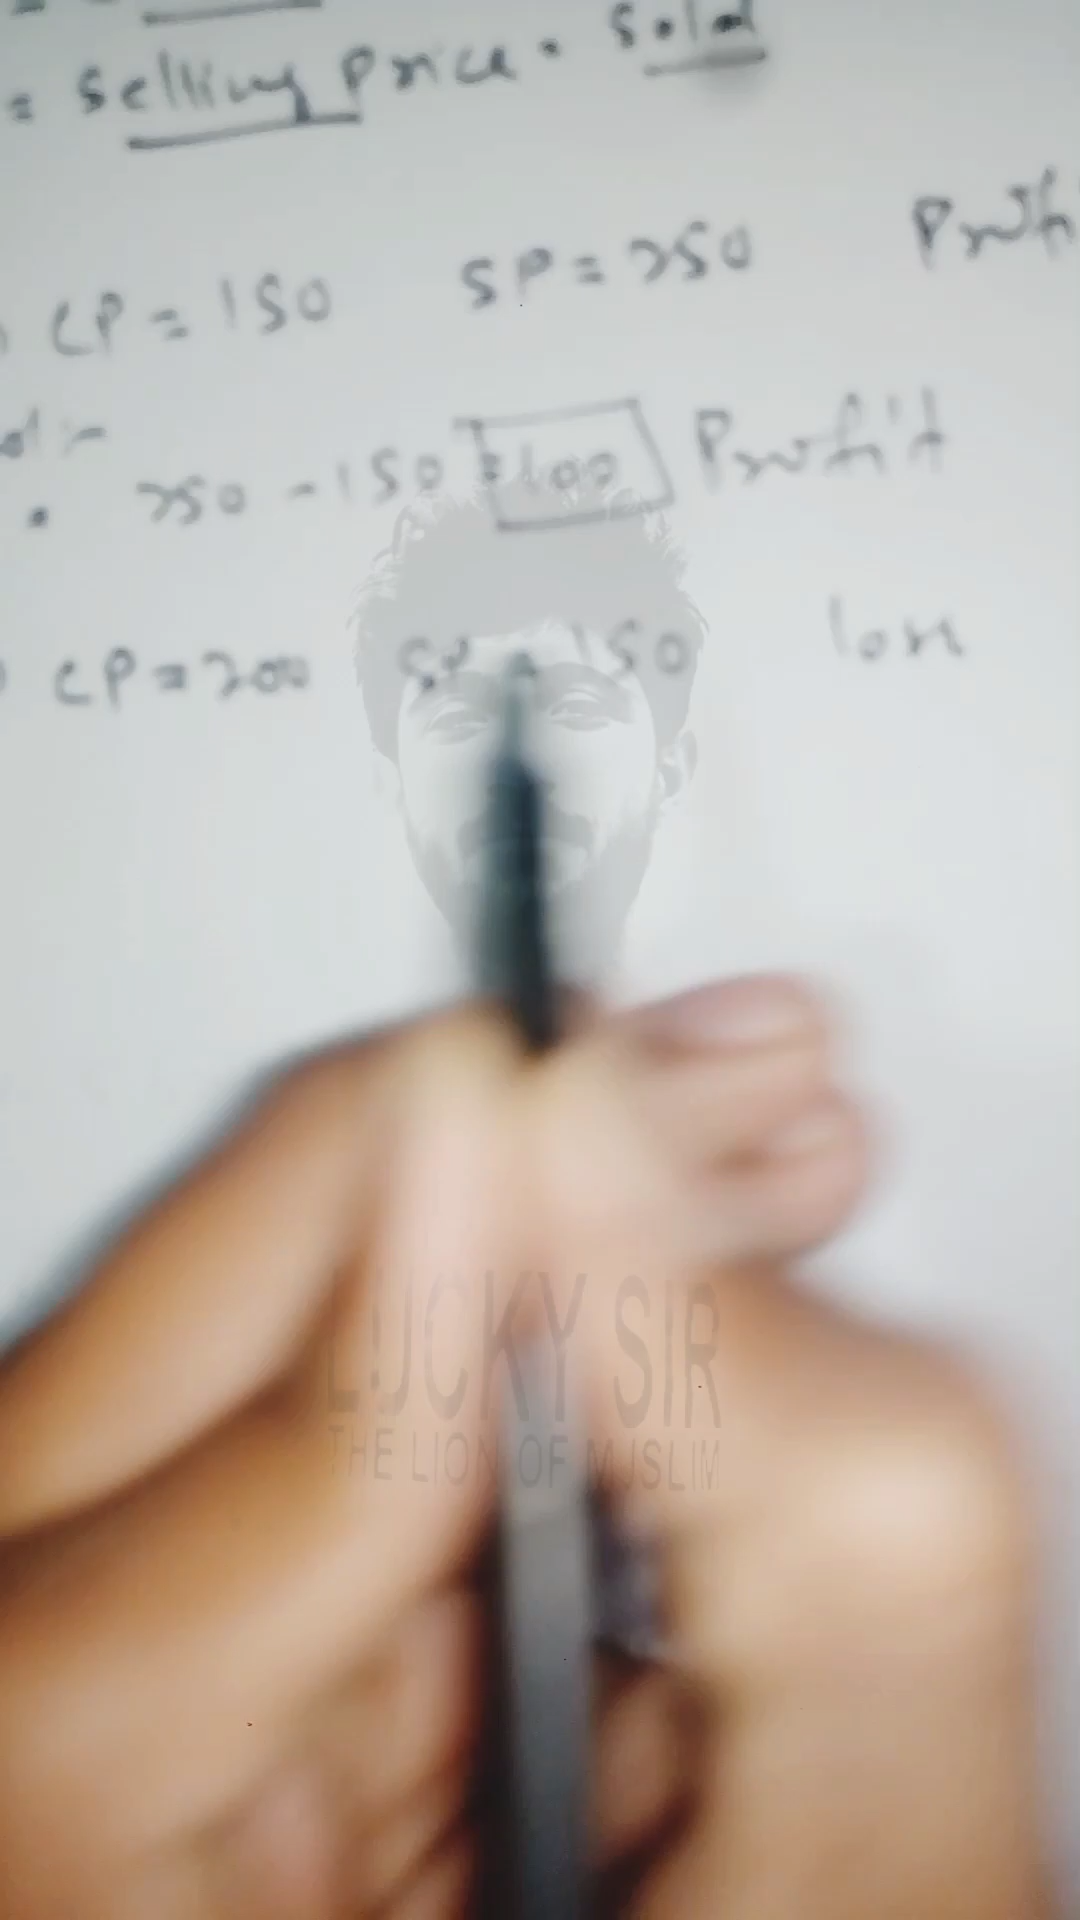 = Selling Price = Sold
CP = 150 SP = 250
250 - 150 = 100 Profit
CP = 200 SP = 150 loss
LUCKY SIR
THE LION OF MUSLIM